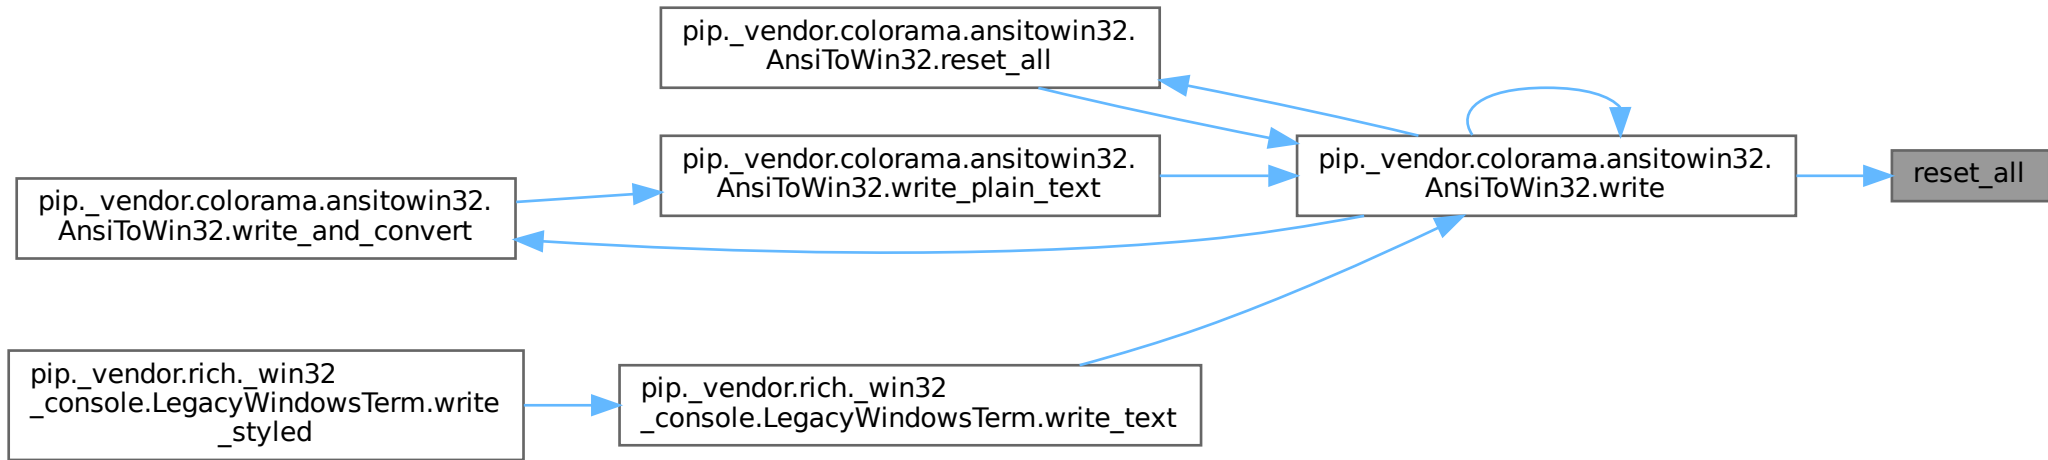 pip._vendor.colorama.ansitowin32.
AnsiToWin32.reset_all
pip._vendor.colorama.ansitowin32.
AnsiToWin32.write_plain_text
pip._vendor.colorama.ansitowin32.
AnsiToWin32.write
reset_all
pip._vendor.colorama.ansitowin32.
AnsiToWin32.write_and_convert
pip._vendor.rich._win32
_console.LegacyWindowsTerm.write
_styled
pip._vendor.rich._win32
_console.LegacyWindowsTerm.write_text